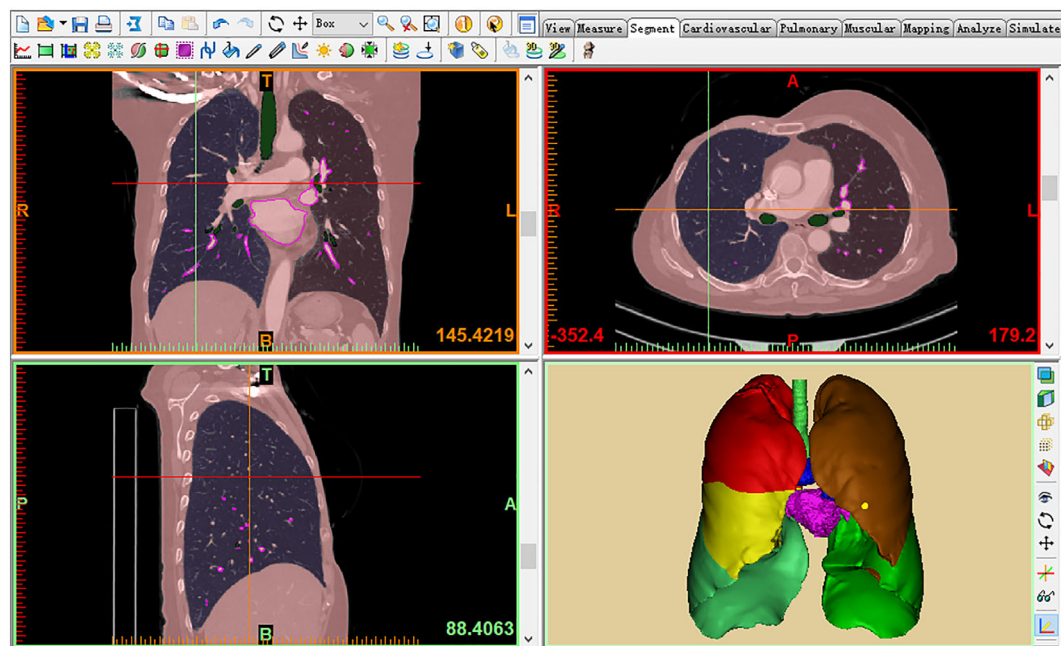 Box
View Measure Segment Cardiovascular Pulmonary Muscular Mapping Analyze Simulate
T
R
L
B
145.4219
A
R
L
-352.4
P
179.2
T
P
A
B
88.4063